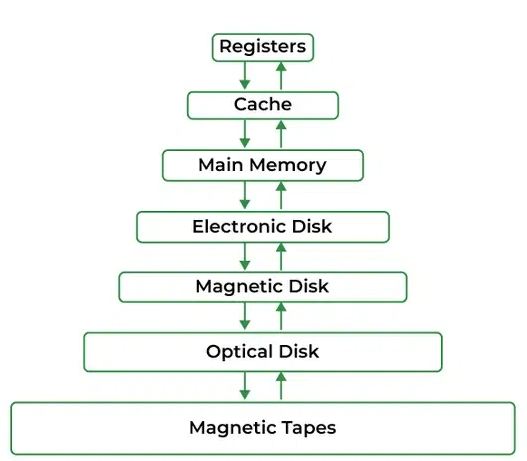 Registers
Cache
Main Memory
Electronic Disk
Magnetic Disk
Optical Disk
Magnetic Tapes